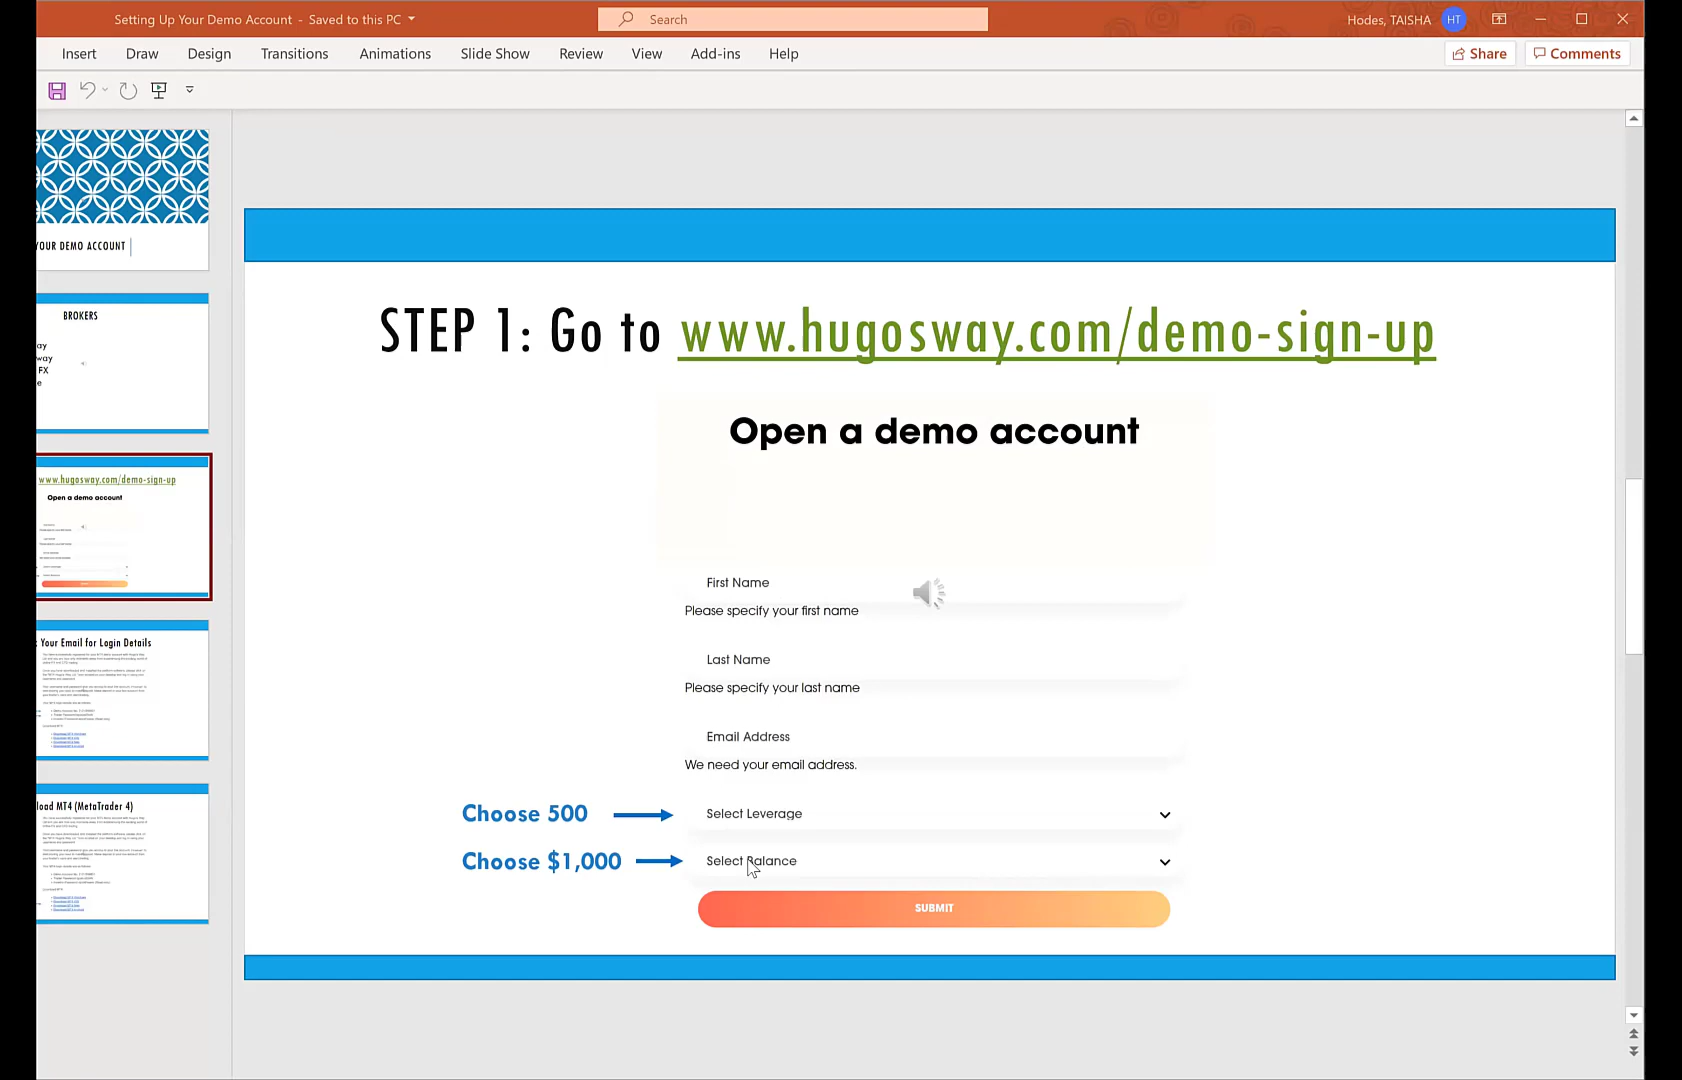 Setting Up Your Demo Account - Saved to this PC
Search
Hodes, TAISHA
HT
Insert Draw Design Transitions Animations Slide Show Review View Add-ins Help
Share
Comments
YOUR DEMO ACCOUNT
BROKERS
ay
way
FX
e
www.hugosway.com/demo-sign-up
Open a demo account
: Your Email for Login Details
load MT4 (MetaTrader 4)
STEP 1: Go to www.hugosway.com/demo-sign-up
Open a demo account
First Name
Please specify your first name
Last Name
Please specify your last name
Email Address
We need your email address.
Choose 500
Select Leverage
Choose $1,000
Select Balance
SUBMIT